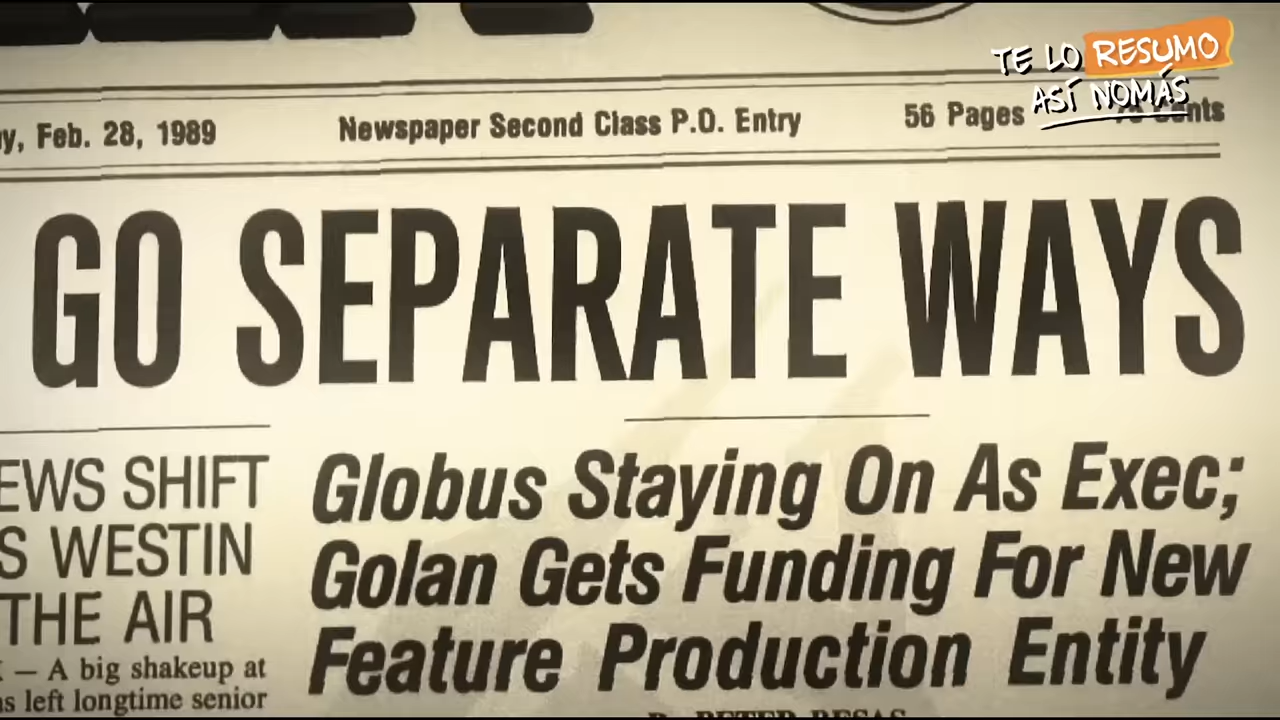 TE LO RESUMO
ASÍ NOMÁS
Feb. 28, 1989 Newspaper Second Class P.O. Entry 56 Pages
GO SEPARATE WAYS
SHIFT
WESTIN
THE AIR
— A big shakeup at
left longtime senior
Globus Staying On As Exec;
Golan Gets Funding For New
Feature Production Entity